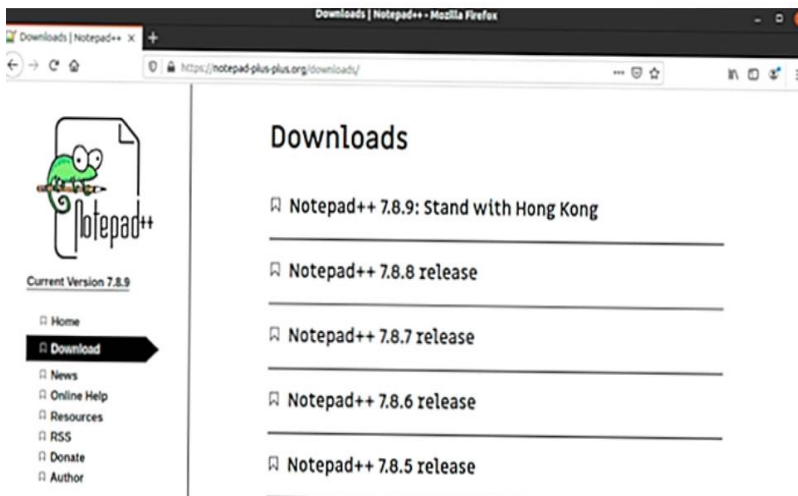 Downloads | Notepad++ - Mozilla Firefox
Downloads | Notepad++
https://notepad-plus-plus.org/downloads/
Notepad++
Current Version 7.8.9
Home
Download
News
Online Help
Resources
RSS
Donate
Author
Downloads
Notepad++ 7.8.9: Stand with Hong Kong
Notepad++ 7.8.8 release
Notepad++ 7.8.7 release
Notepad++ 7.8.6 release
Notepad++ 7.8.5 release